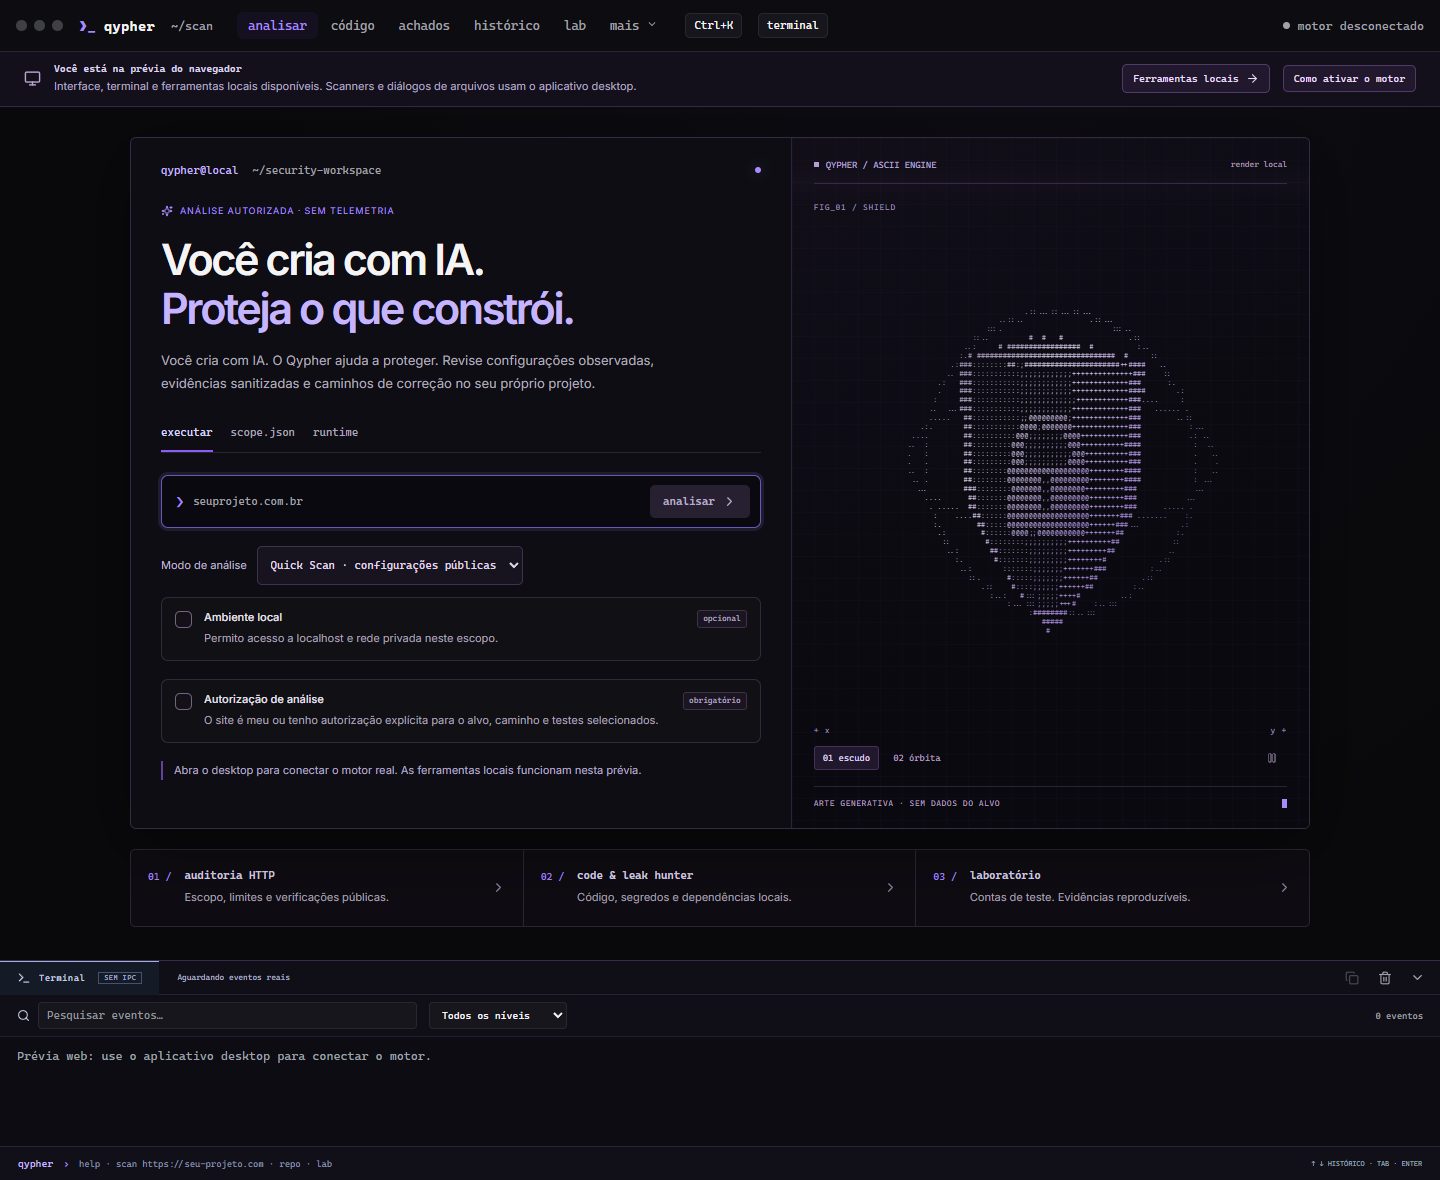 ❯_ qypher ~/scan analisar código achados histórico lab mais Ctrl+K terminal motor desconectado
Você está na prévia do navegador
Interface, terminal e ferramentas locais disponíveis. Scanners e diálogos de arquivos usam o aplicativo desktop.
Ferramentas locais
Como ativar o motor
qypher@local ~/security-workspace
ANÁLISE AUTORIZADA · SEM TELEMETRIA
Você cria com IA.
Proteja o que constrói.
Você cria com IA. O Qypher ajuda a proteger. Revise configurações observadas,
evidências sanitizadas e caminhos de correção no seu próprio projeto.
executar scope.json runtime
❯ seuprojeto.com.br analisar
Modo de análise Quick Scan · configurações públicas
Ambiente local opcional
Permito acesso a localhost e rede privada neste escopo.
Autorização de análise obrigatório
O site é meu ou tenho autorização explícita para o alvo, caminho e testes selecionados.
Abra o desktop para conectar o motor real. As ferramentas locais funcionam nesta prévia.
QYPHER / ASCII ENGINE render local
FIG_01 / SHIELD
+ x y +
01 escudo 02 órbita
ARTE GENERATIVA · SEM DADOS DO ALVO
01 / auditoria HTTP
Escopo, limites e verificações públicas.
02 / code & leak hunter
Código, segredos e dependências locais.
03 / laboratório
Contas de teste. Evidências reproduzíveis.
Terminal SEM IPC Aguardando eventos reais
Pesquisar eventos… Todos os níveis 0 eventos
Prévia web: use o aplicativo desktop para conectar o motor.
qypher › help · scan https://seu-projeto.com · repo · lab ↑ ↓ HISTÓRICO · TAB · ENTER